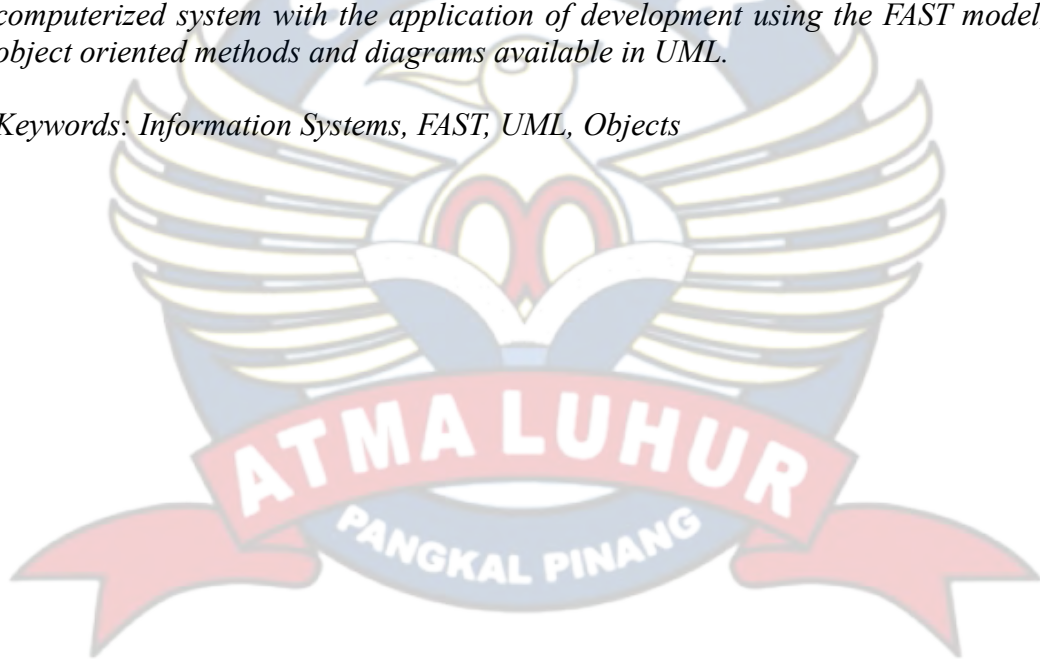 computerized system with the application of development using the FAST model,
object oriented methods and diagrams available in UML.
Keywords: Information Systems, FAST, UML, Objects
ATMA LUHUR
PANGKAL PINANG